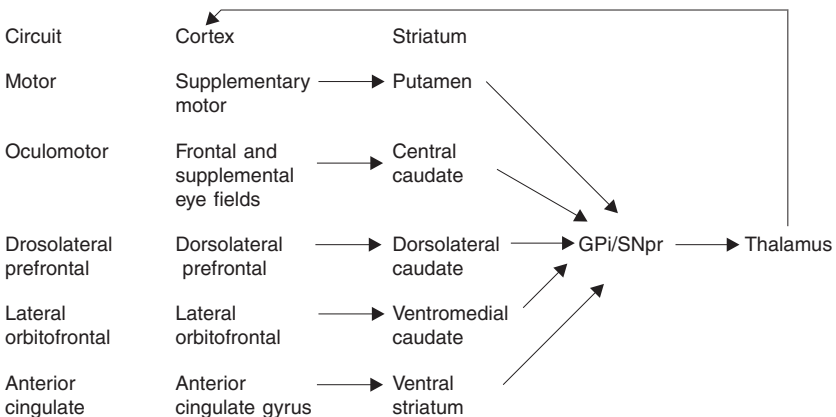 Circuit Cortex Striatum
Motor Supplementary motor Putamen
Oculomotor Frontal and supplemental eye fields Central caudate
Drosolateral prefrontal Dorsolateral prefrontal Dorsolateral caudate GPi/SNpr Thalamus
Lateral orbitofrontal Lateral orbitofrontal Ventromedial caudate
Anterior cingulate Anterior cingulate gyrus Ventral striatum